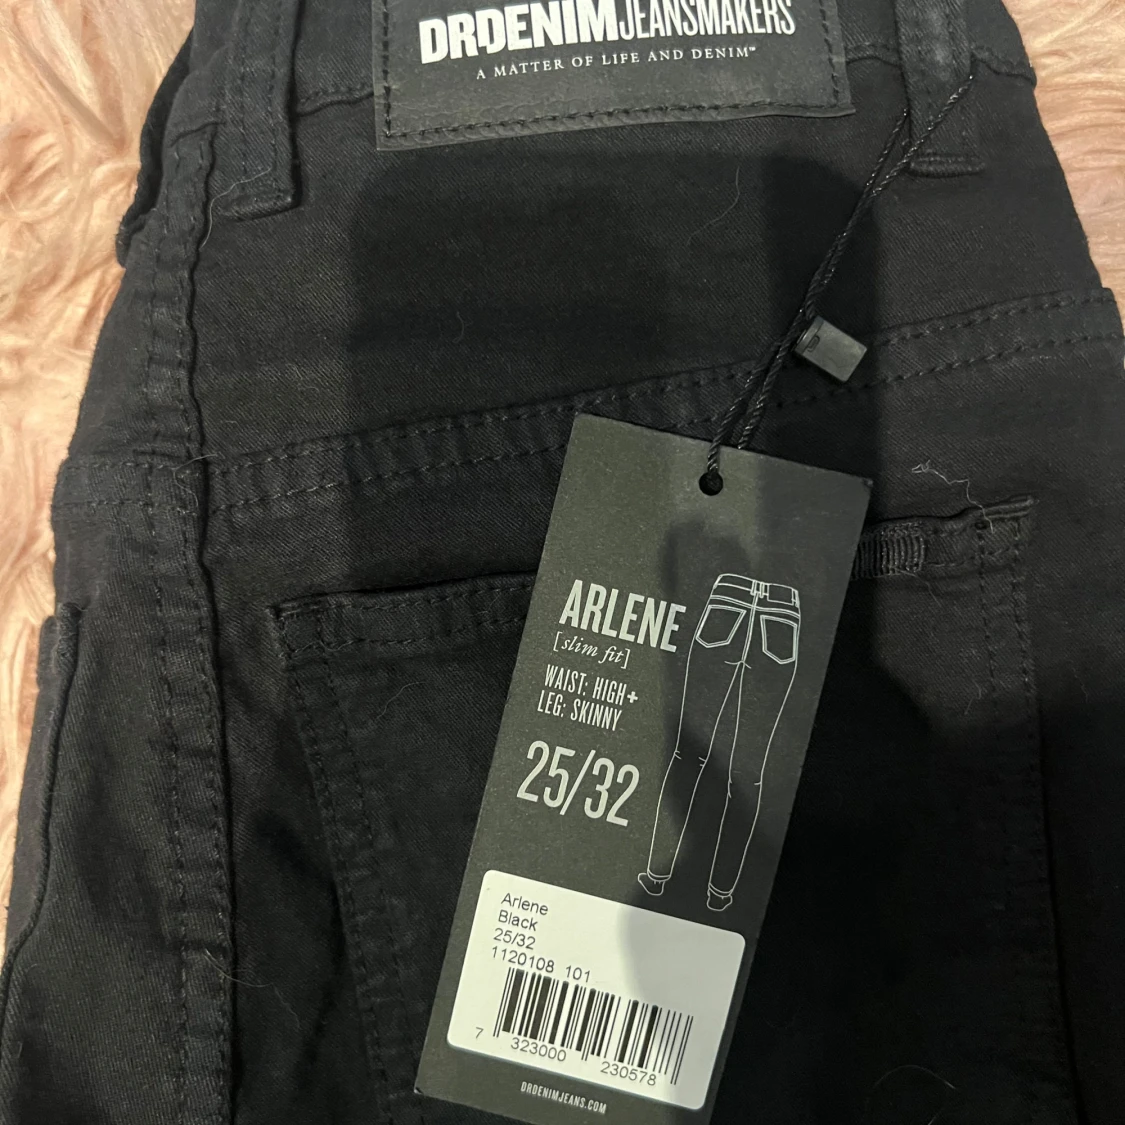 DRDENIMJEANSMAKERS
A MATTER OF LIFE AND DENIM™
ARLENE
[slim fit]
WAIST: HIGH+
LEG: SKINNY
25/32
Arlene
Black
25/32
1120108 101
7 323000 230578
DRDENIMJEANS.COM